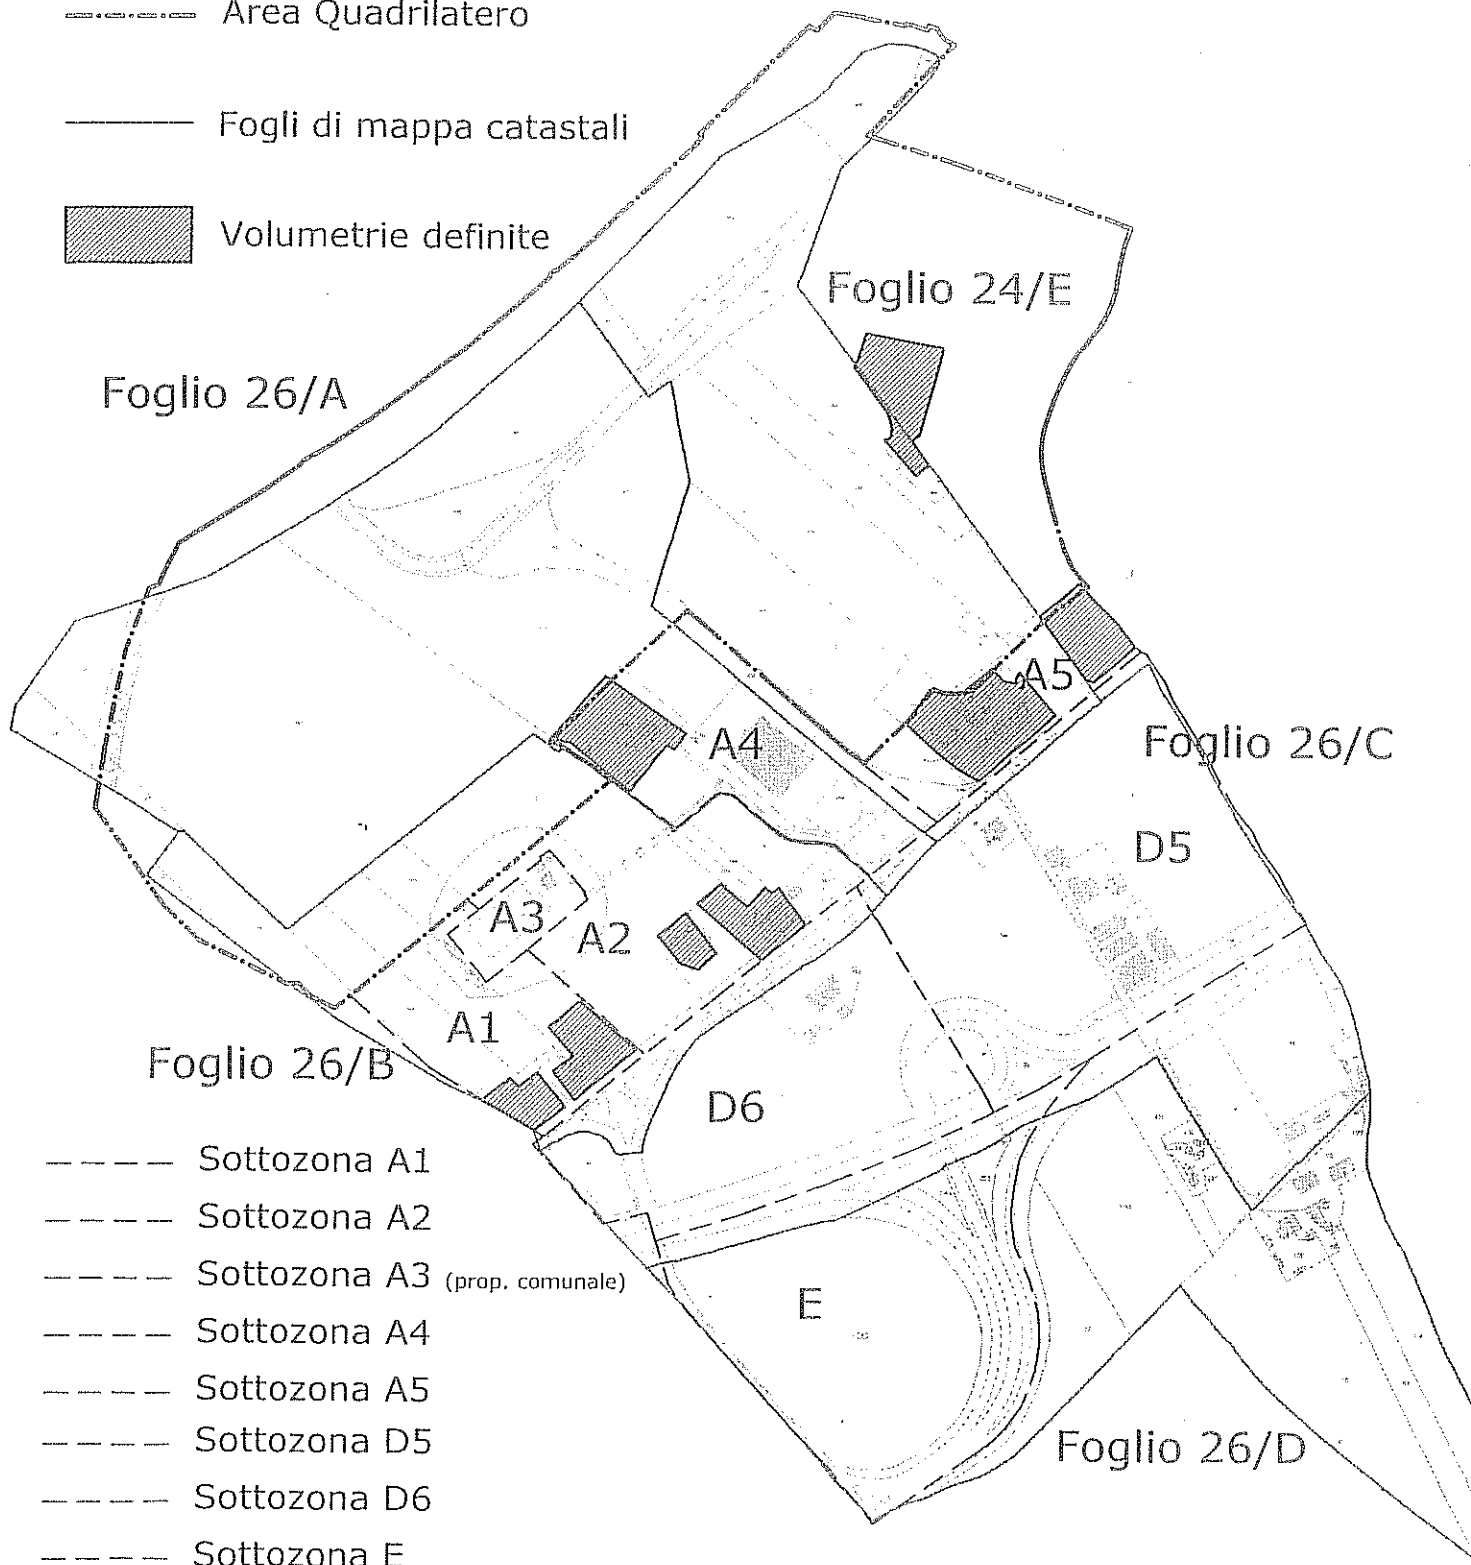 Area Quadrilatero
Fogli di mappa catastali
Volumetrie definite
Foglio 24/E
Foglio 26/A
A5
A4
Foglio 26/C
D5
A3
A2
A1
Foglio 26/B
D6
Sottozona A1
Sottozona A2
Sottozona A3 (prop. comunale)
E
Sottozona A4
Sottozona A5
Sottozona D5
Foglio 26/D
Sottozona D6
Sottozona E